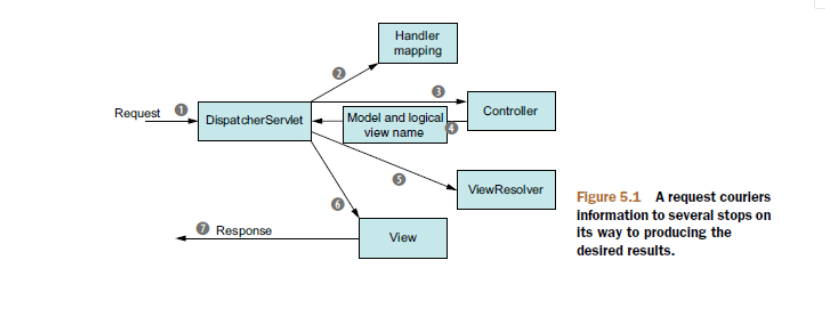 Handler
mapping
2
3
Request 1
DispatcherServlet
Model and logical
view name
4
Controller
5
ViewResolver
6
7 Response
View
Figure 5.1 A request couriers
information to several stops on
its way to producing the
desired results.